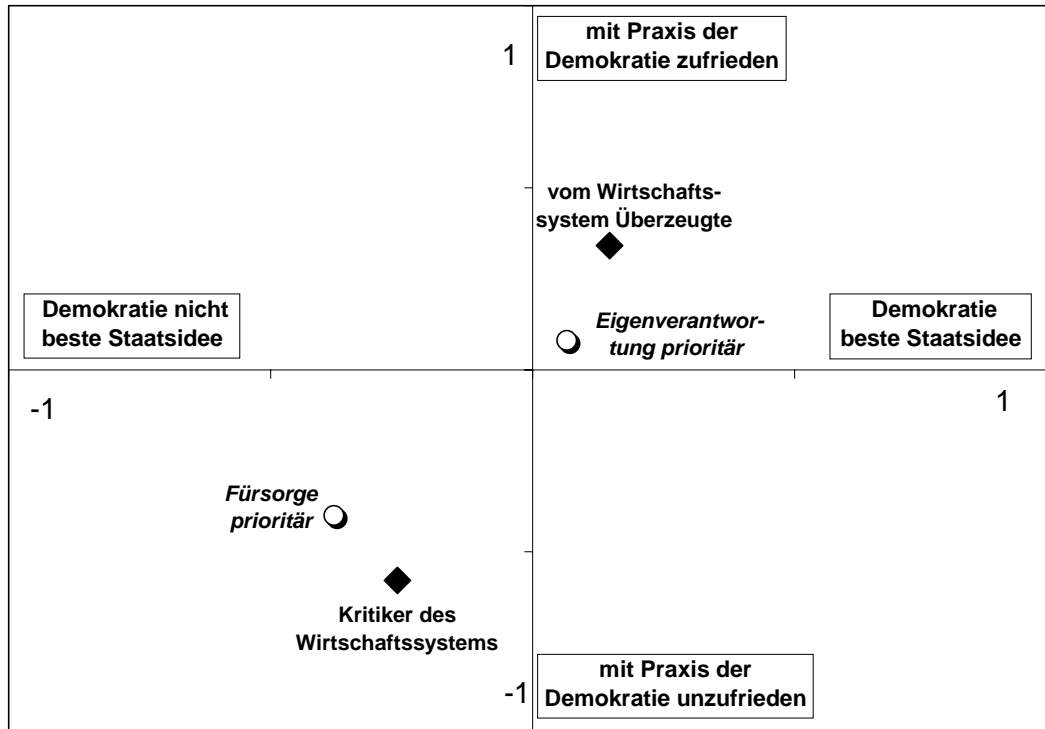 mit Praxis der
Demokratie zufrieden
1
vom Wirtschafts-
system Überzeugte
Demokratie nicht
beste Staatsidee
Eigenverantwor-
tung prioritär
Demokratie
beste Staatsidee
-1
1
Fürsorge
prioritär
Kritiker des
Wirtschaftssystems
mit Praxis der
Demokratie unzufrieden
-1